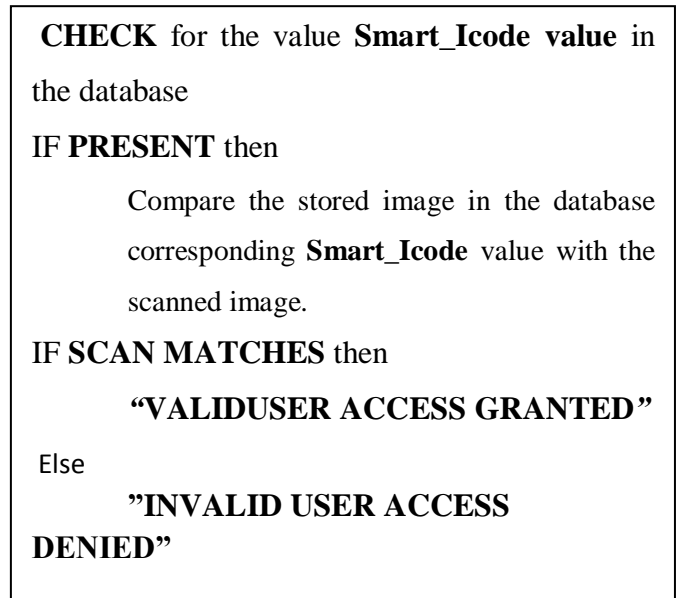 CHECK for the value Smart_Icode value in
the database
IF PRESENT then
Compare the stored image in the database
corresponding Smart_Icode value with the
scanned image.
IF SCAN MATCHES then
“VALIDUSER ACCESS GRANTED”
Else
”INVALID USER ACCESS
DENIED”